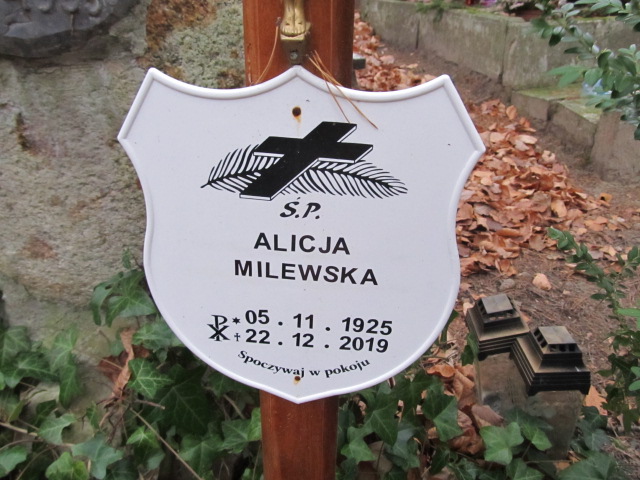 Ś.P.
ALICJA
MILEWSKA
* 05 . 11 . 1925
† 22 . 12 . 2019
Spoczywaj w pokoju